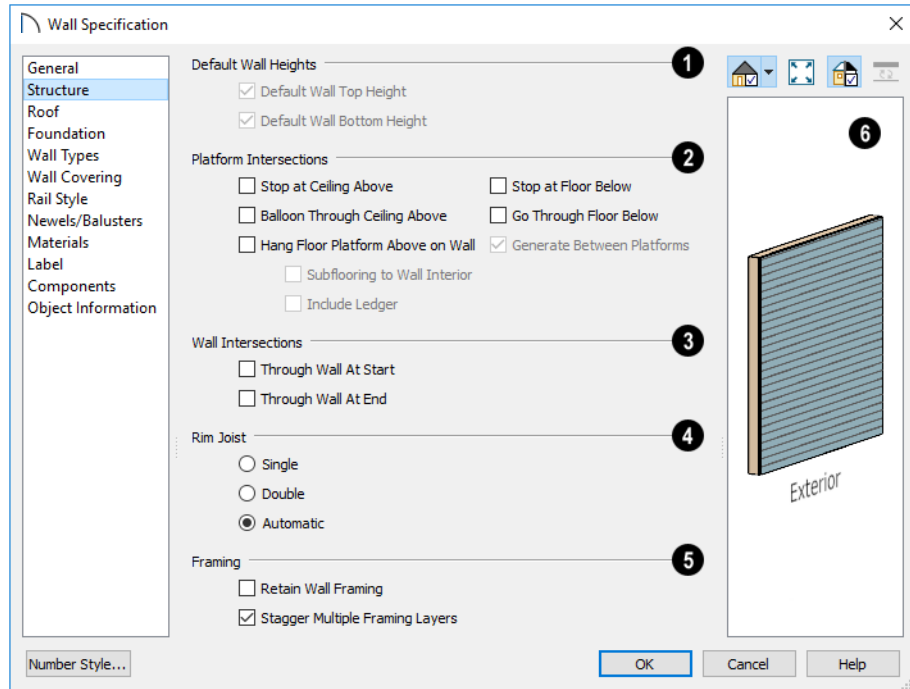 Wall Specification
General
Structure
Roof
Foundation
Wall Types
Wall Covering
Rail Style
Newels/Balusters
Materials
Label
Components
Object Information
Default Wall Heights 1
Default Wall Top Height
Default Wall Bottom Height
Platform Intersections 2
Stop at Ceiling Above
Stop at Floor Below
Balloon Through Ceiling Above
Go Through Floor Below
Hang Floor Platform Above on Wall
Generate Between Platforms
Subflooring to Wall Interior
Include Ledger
Wall Intersections 3
Through Wall At Start
Through Wall At End
Rim Joist 4
Single
Double
Automatic
Framing 5
Retain Wall Framing
Stagger Multiple Framing Layers
6
Exterior
Number Style...
OK
Cancel
Help